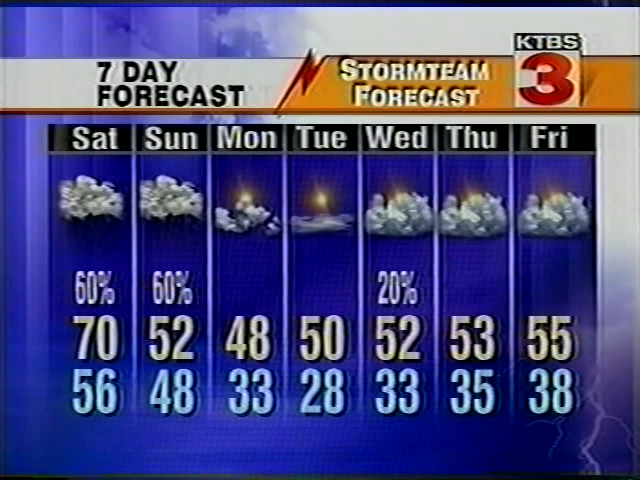 7 DAY
FORECAST
STORMTEAM
FORECAST
KTBS
3
Sat Sun Mon Tue Wed Thu Fri
60% 60% 20%
70 52 48 50 52 53 55
56 48 33 28 33 35 38